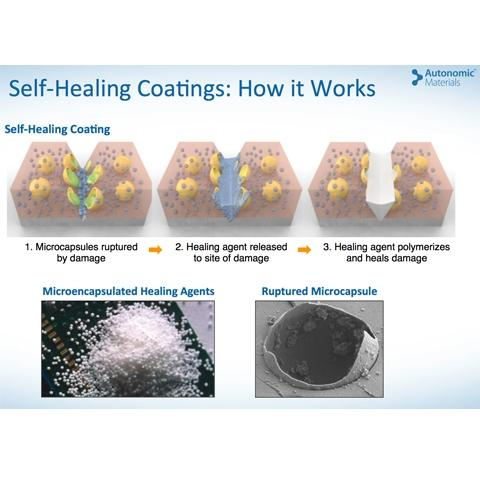 Autonomic
Materials
Self-Healing Coatings: How it Works
Self-Healing Coating
1. Microcapsules ruptured
by damage
2. Healing agent released
to site of damage
3. Healing agent polymerizes
and heals damage
Microencapsulated Healing Agents
Ruptured Microcapsule